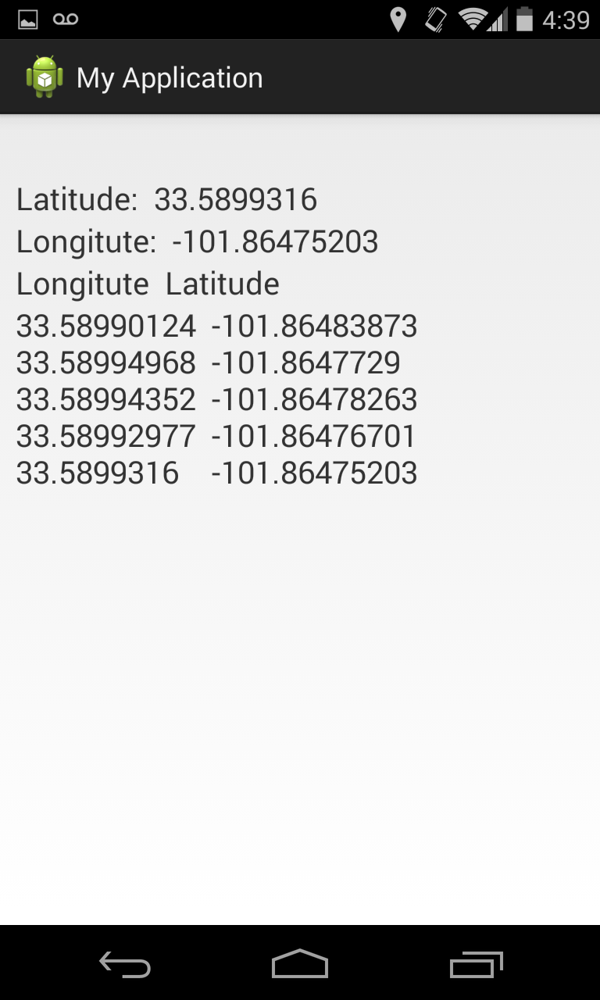 4:39
My Application
Latitude: 33.5899316
Longitute: -101.86475203
Longitute Latitude
33.58990124 -101.86483873
33.58994968 -101.8647729
33.58994352 -101.86478263
33.58992977 -101.86476701
33.5899316 -101.86475203